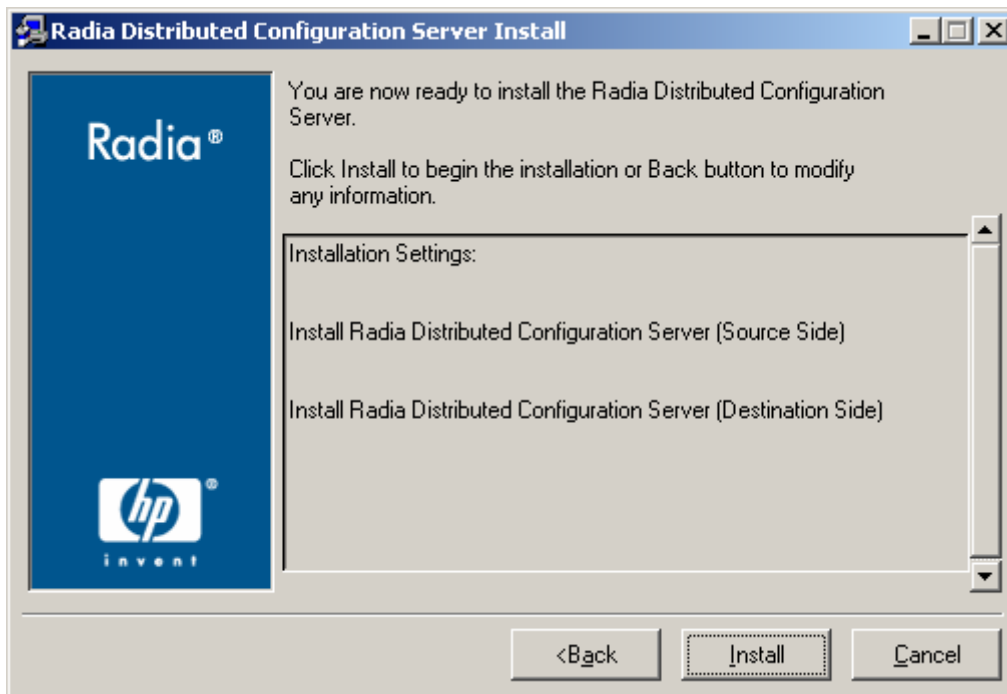 Radia Distributed Configuration Server Install
Radia®
hp®
invent
You are now ready to install the Radia Distributed Configuration
Server.
Click Install to begin the installation or Back button to modify
any information.
Installation Settings:
Install Radia Distributed Configuration Server (Source Side)
Install Radia Distributed Configuration Server (Destination Side)
<Back
Install
Cancel